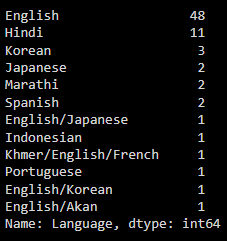 English 48
Hindi 11
Korean 3
Japanese 2
Marathi 2
Spanish 2
English/Japanese 1
Indonesian 1
Khmer/English/French 1
Portuguese 1
English/Korean 1
English/Akan 1
Name: Language, dtype: int64